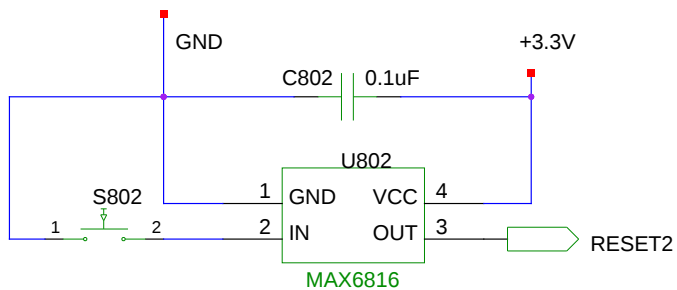 GND
+3.3V
C802 0.1uF
U802
S802
1 GND VCC 4
1 2
2 IN OUT 3
RESET2
MAX6816